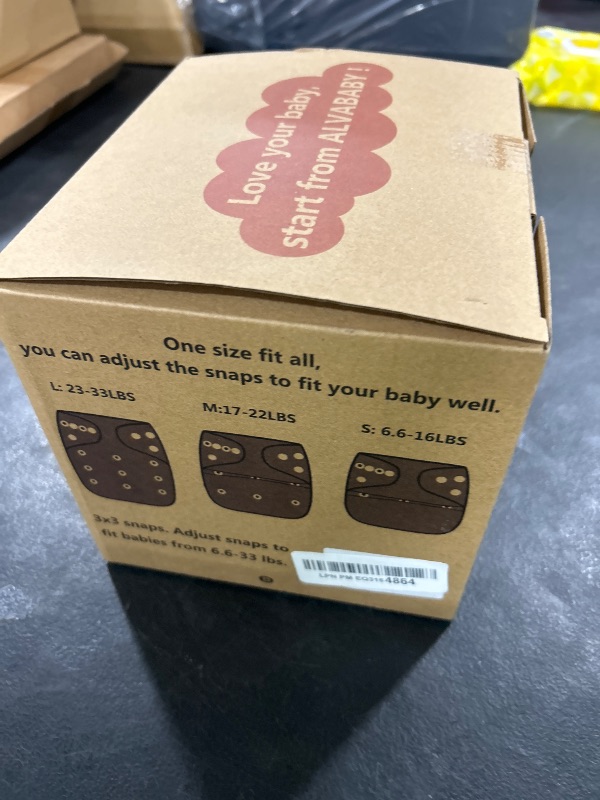 Love your baby,
start from ALVABABY!
One size fit all,
you can adjust the snaps to fit your baby well.
L: 23-33LBS
M:17-22LBS
S: 6.6-16LBS
3x3 snaps. Adjust snaps to
fit babies from 6.6-33 lbs.
4864